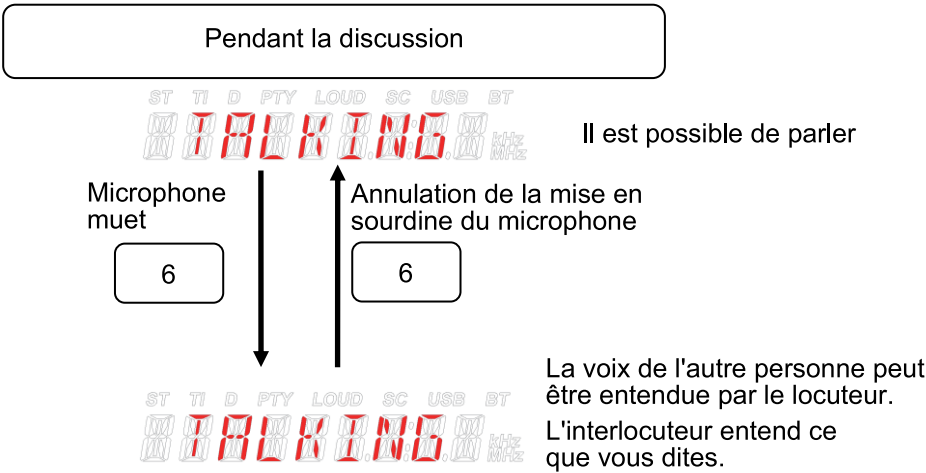 Pendant la discussion
ST TI D PTY LOUD SC USB BT
TALKING
kHz
MHz
Il est possible de parler
Microphone
muet
6
Annulation de la mise en
sourdine du microphone
6
ST TI D PTY LOUD SC USB BT
TALKING
kHz
MHz
La voix de l'autre personne peut
être entendue par le locuteur.
L'interlocuteur entend ce
que vous dites.